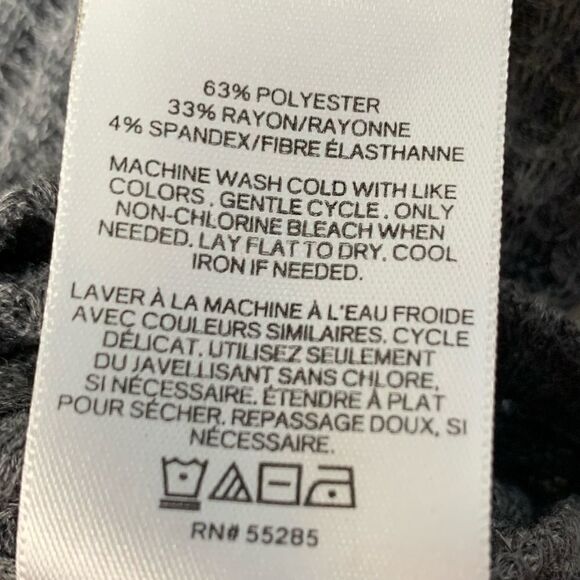 63% POLYESTER
33% RAYON/RAYONNE
4% SPANDEX/FIBRE ÉLASTHANNE
MACHINE WASH COLD WITH LIKE
COLORS. GENTLE CYCLE. ONLY
NON-CHLORINE BLEACH WHEN
NEEDED. LAY FLAT TO DRY. COOL
IRON IF NEEDED.
LAVER À LA MACHINE À L'EAU FROIDE
AVEC COULEURS SIMILAIRES. CYCLE
DÉLICAT. UTILISEZ SEULEMENT
DU JAVELLISANT SANS CHLORE,
SI NÉCESSAIRE. ÉTENDRE À PLAT
POUR SÉCHER. REPASSAGE DOUX, SI
NÉCESSAIRE.
RN# 55285